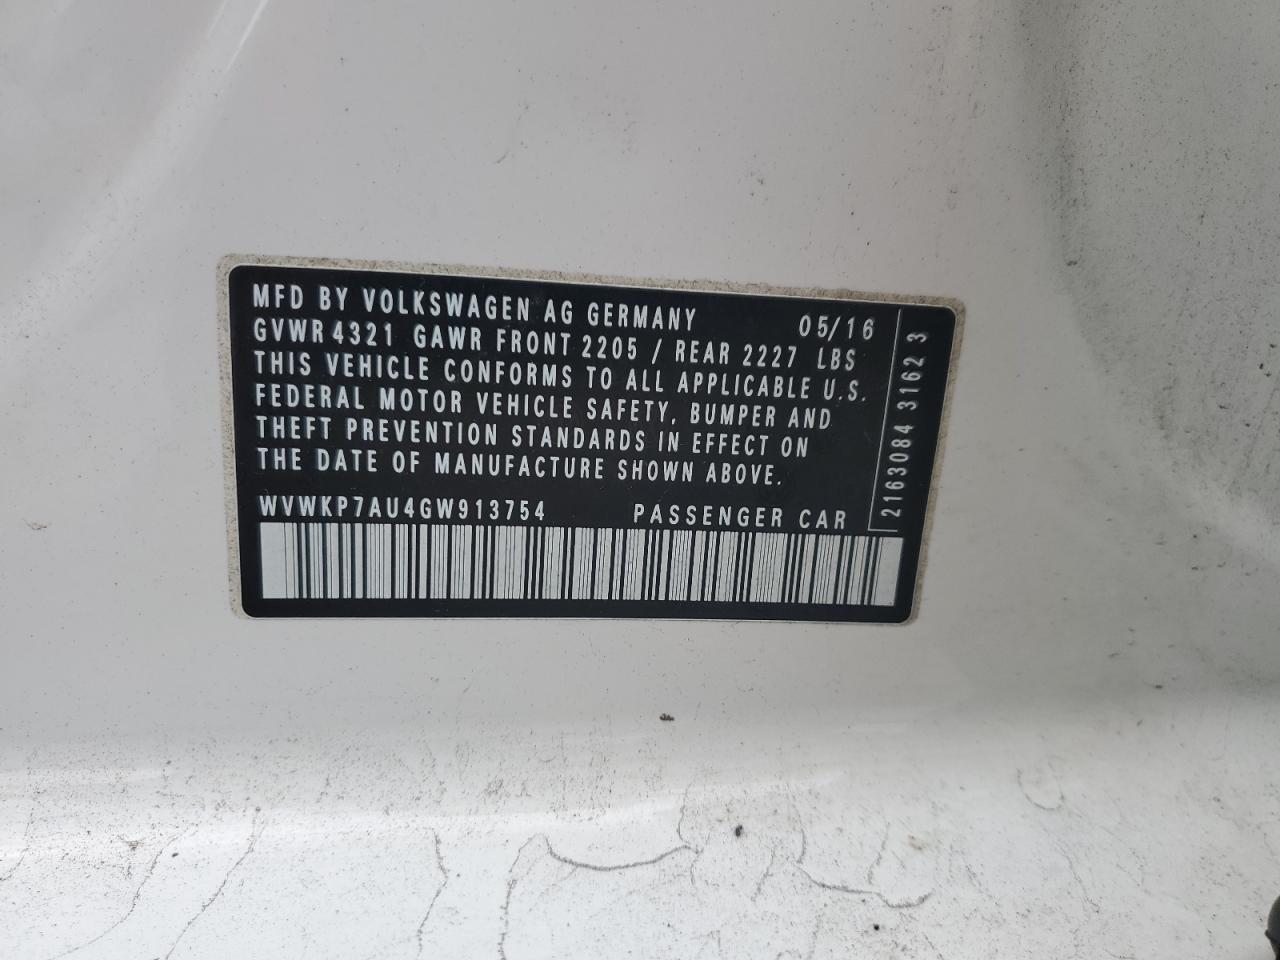 MFD BY VOLKSWAGEN AG GERMANY 05/16
GVWR 4321 GAWR FRONT 2205 / REAR 2227 LBS
THIS VEHICLE CONFORMS TO ALL APPLICABLE U.S.
FEDERAL MOTOR VEHICLE SAFETY, BUMPER AND
THEFT PREVENTION STANDARDS IN EFFECT ON
THE DATE OF MANUFACTURE SHOWN ABOVE.
WVWKP7AU4GW913754 PASSENGER CAR
2163084 3162 3